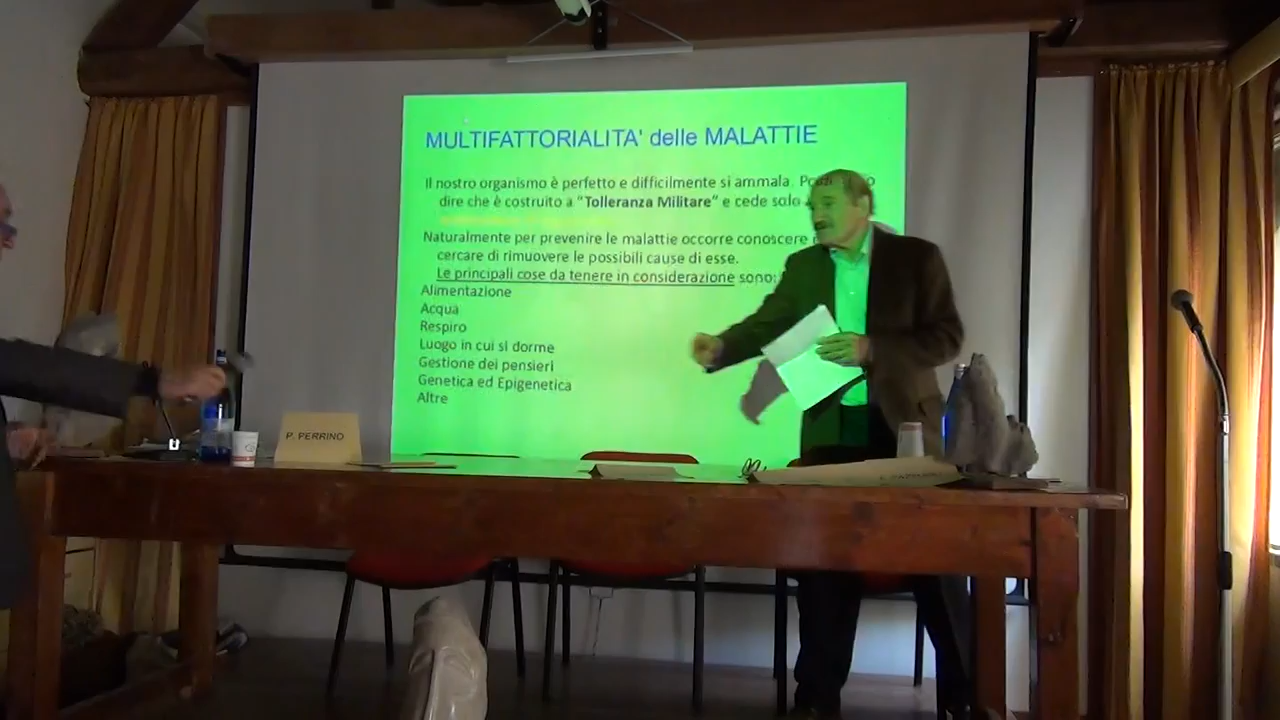 MULTIFATTORIALITA' delle MALATTIE
Il nostro organismo è perfetto e difficilmente si ammala.
dire che è costruito a "Tolleranza Militare" e cede solo
Naturalmente per prevenire le malattie occorre conoscere
cercare di rimuovere le possibili cause di esse.
Le principali cose da tenere in considerazione sono:
Alimentazione
Acqua
Respiro
Luogo in cui si dorme
Gestione dei pensieri
Genetica ed Epigenetica
Altre
P. PERRINO